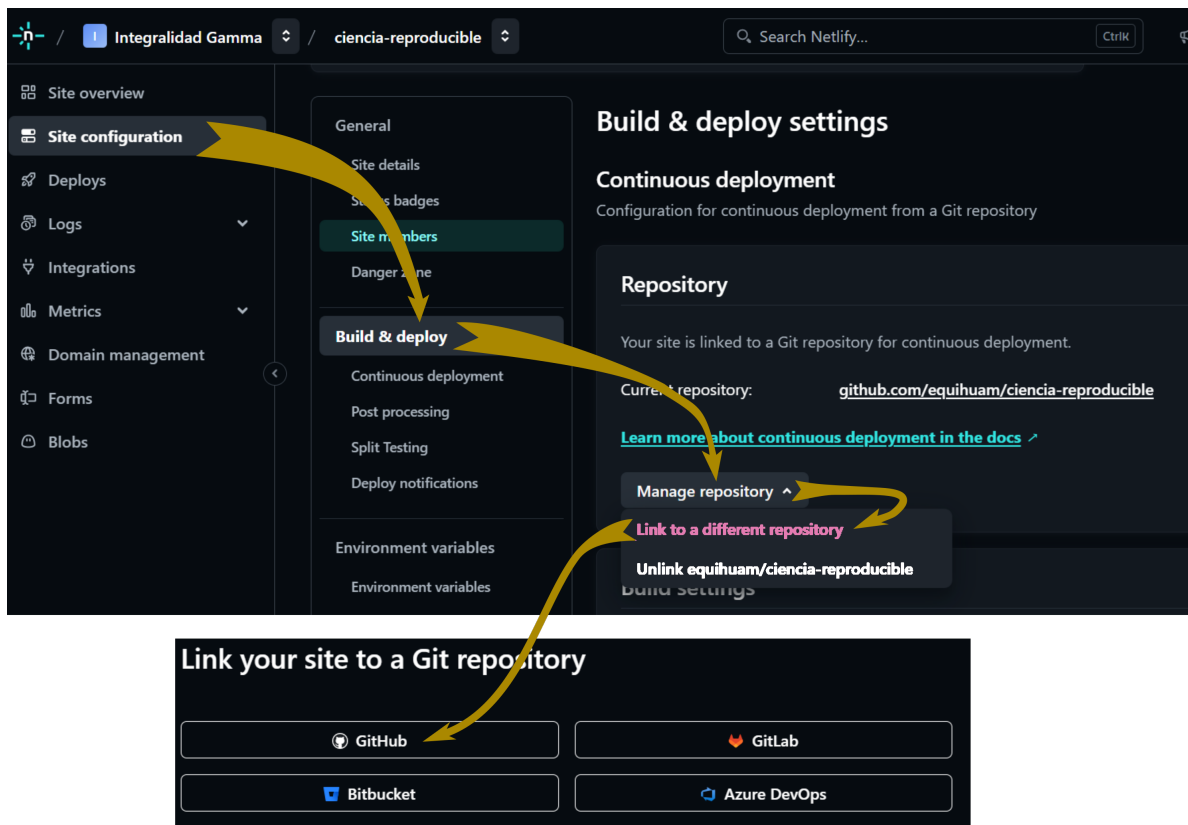 / I Integralidad Gamma / ciencia-reproducible Search Netlify... CtrlK
Site overview
Site configuration
Deploys
Logs
Integrations
Metrics
Domain management
Forms
Blobs
General
Site details
Status badges
Site members
Danger zone
Build & deploy
Continuous deployment
Post processing
Split Testing
Deploy notifications
Environment variables
Environment variables
Build & deploy settings
Continuous deployment
Configuration for continuous deployment from a Git repository
Repository
Your site is linked to a Git repository for continuous deployment.
Current repository: github.com/equihuam/ciencia-reproducible
Learn more about continuous deployment in the docs ↗
Manage repository
Link to a different repository
Unlink equihuam/ciencia-reproducible
Build settings
Link your site to a Git repository
GitHub GitLab
Bitbucket Azure DevOps